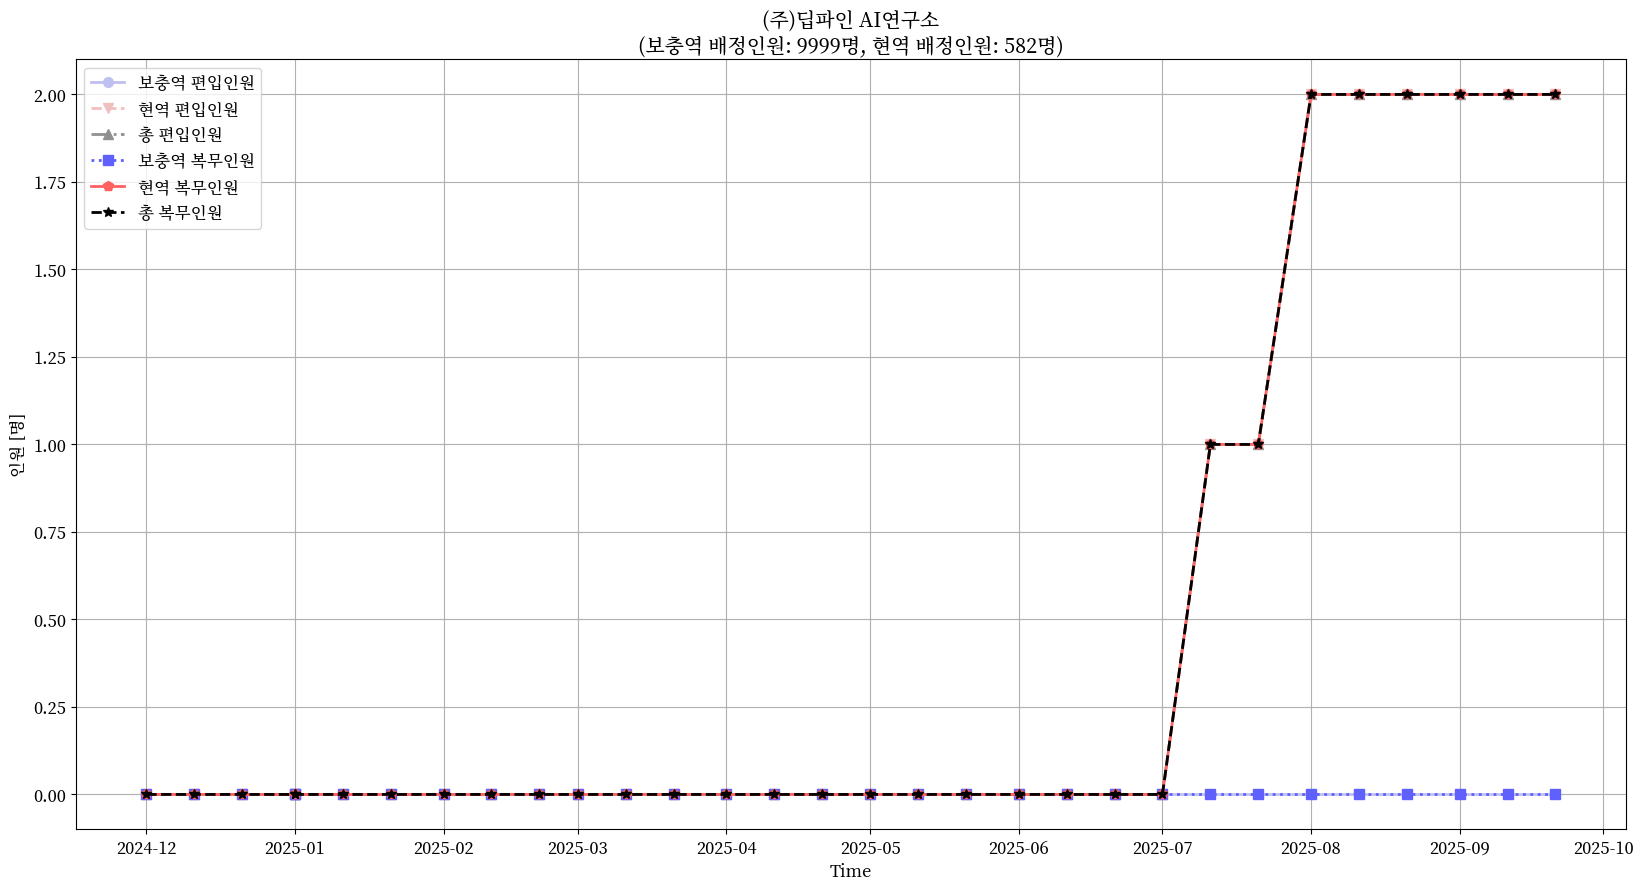 (주)딥파인 AI연구소
(보충역 배정인원: 9999명, 현역 배정인원: 582명)
보충역 편입인원
현역 편입인원
총 편입인원
보충역 복무인원
현역 복무인원
총 복무인원
2.00
1.75
1.50
1.25
1.00
0.75
0.50
0.25
0.00
인원 [명]
2024-12 2025-01 2025-02 2025-03 2025-04 2025-05 2025-06 2025-07 2025-08 2025-09 2025-10
Time